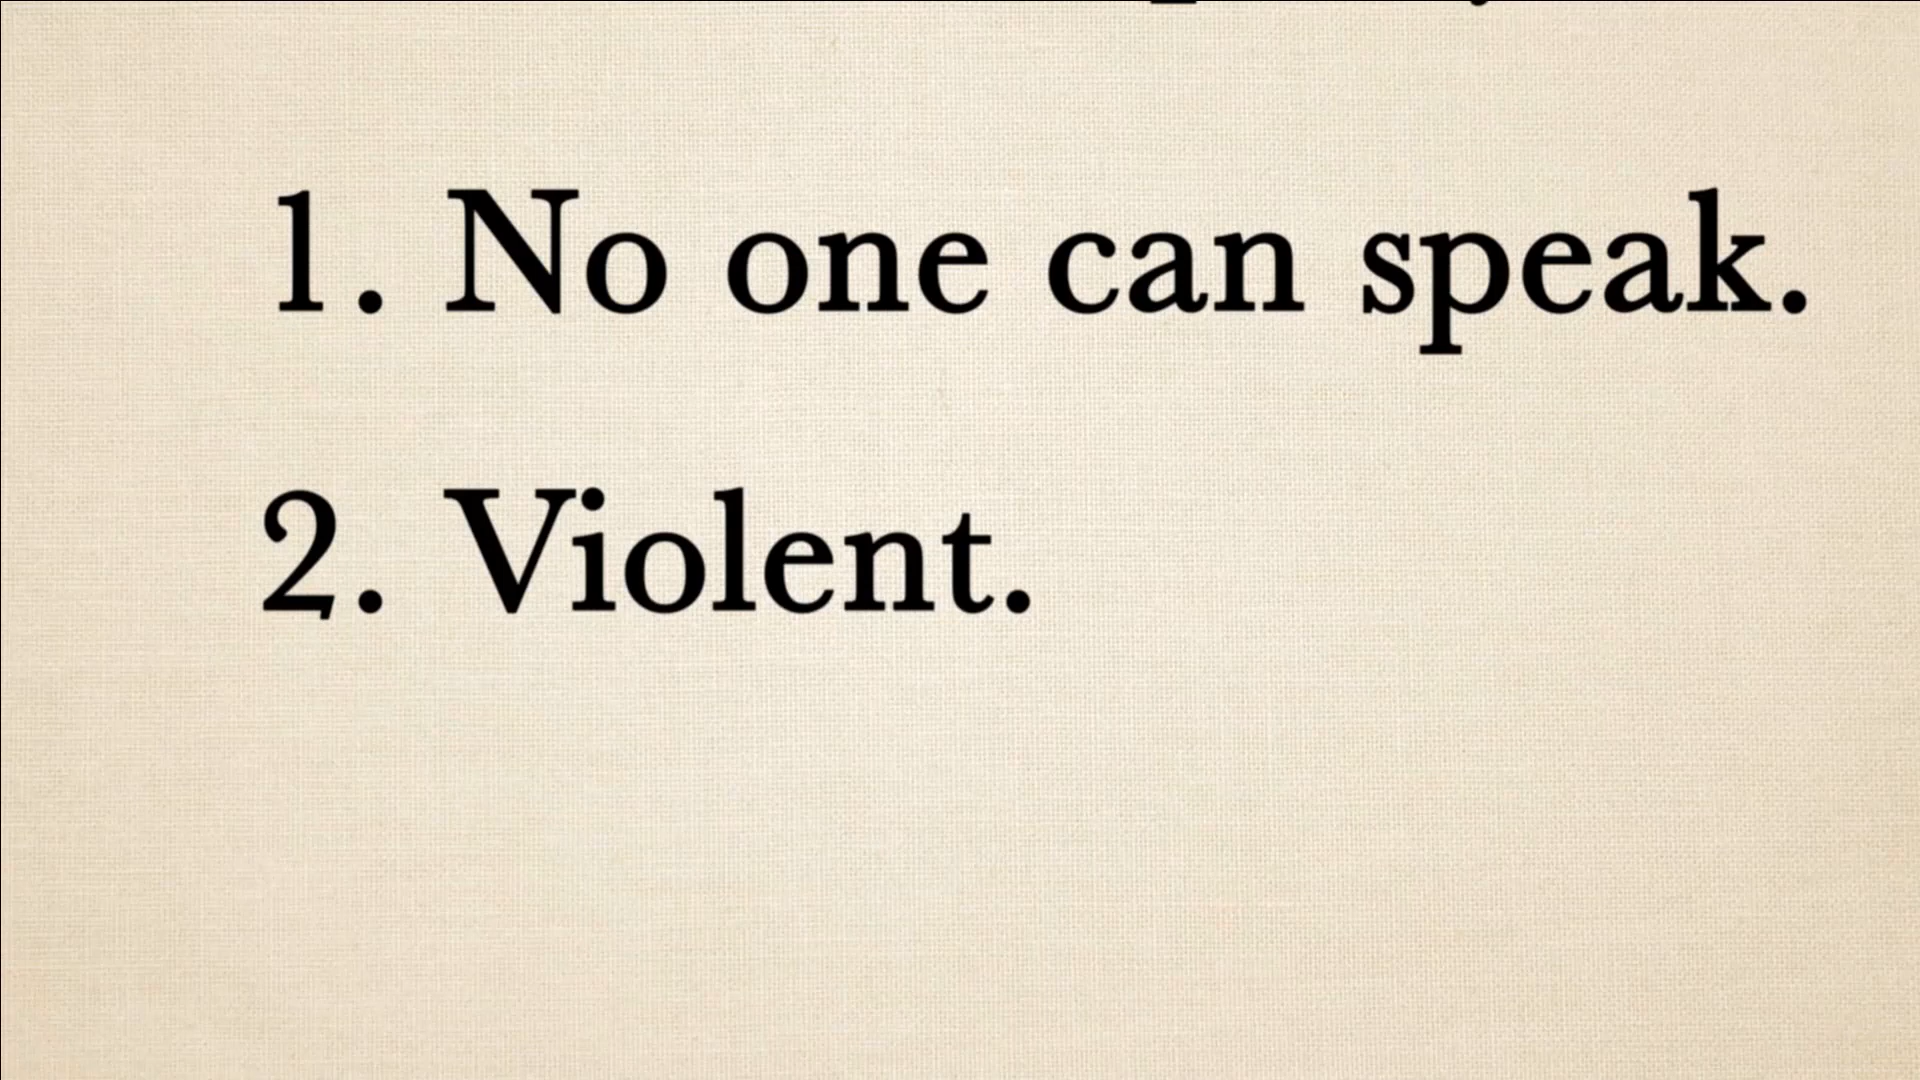 1. No one can speak.
2. Violent.